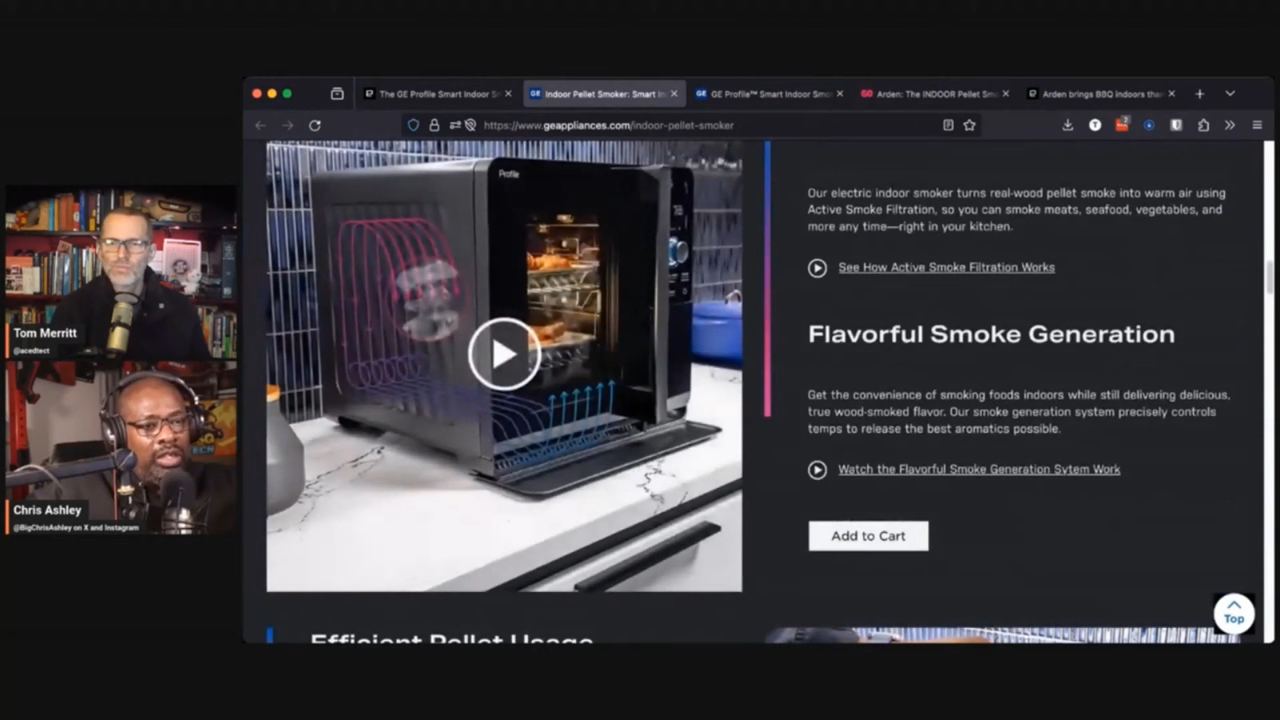 The GE Profile Smart Indoor S
Indoor Pellet Smoker: Smart In
GE Profile™ Smart Indoor Smo
Arden: The INDOOR Pellet Sm
Arden brings BBQ indoors tha
https://www.geappliances.com/indoor-pellet-smoker
Profile
Our electric indoor smoker turns real-wood pellet smoke into warm air using
Active Smoke Filtration, so you can smoke meats, seafood, vegetables, and
more any time—right in your kitchen.
See How Active Smoke Filtration Works
Flavorful Smoke Generation
Get the convenience of smoking foods indoors while still delivering delicious,
true wood-smoked flavor. Our smoke generation system precisely controls
temps to release the best aromatics possible.
Watch the Flavorful Smoke Generation Sytem Work
Add to Cart
Top
Efficient Pellet Usage
Tom Merritt
@acedtect
Chris Ashley
@BigChrisAshley on X and Instagram